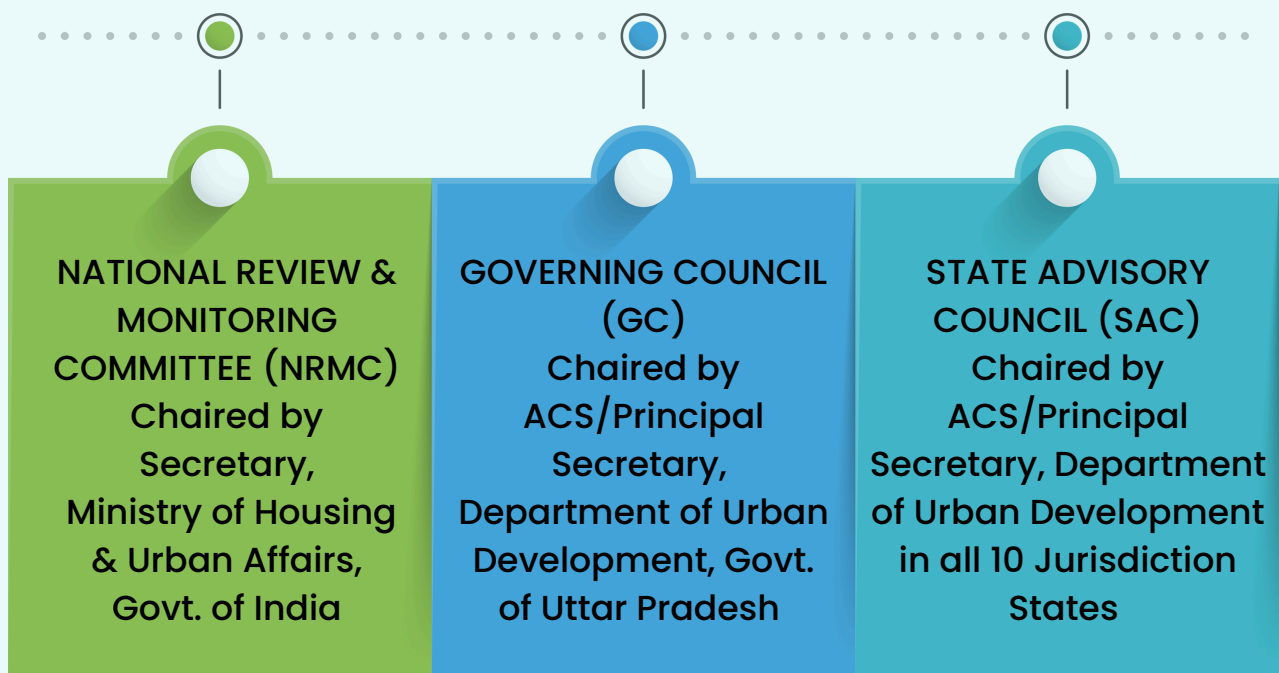 NATIONAL REVIEW &
MONITORING
COMMITTEE (NRMC)
Chaired by
Secretary,
Ministry of Housing
& Urban Affairs,
Govt. of India
GOVERNING COUNCIL
(GC)
Chaired by
ACS/Principal
Secretary,
Department of Urban
Development, Govt.
of Uttar Pradesh
STATE ADVISORY
COUNCIL (SAC)
Chaired by
ACS/Principal
Secretary, Department
of Urban Development
in all 10 Jurisdiction
States